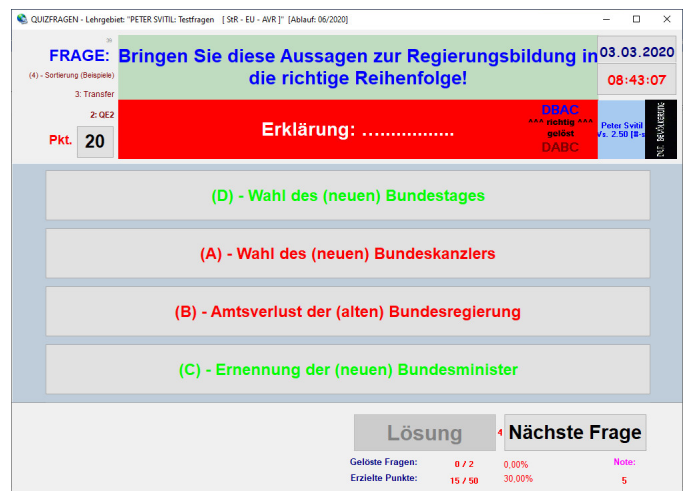 QUIZFRAGEN - Lehrgebiet: "PETER SVITIL: Testfragen [ StR - EU - AVR ]" [Ablauf: 06/2020]
FRAGE:
(4) - Sortierung (Beispiele)
3: Transfer
2: QE2
Pkt. 20
Bringen Sie diese Aussagen zur Regierungsbildung in
die richtige Reihenfolge!
03.03.2020
08:43:07
Erklärung: ...................
DBAC
^^^ richtig ^^^
gelöst
DABC
Peter Svitil
Vs. 2.50 [#-s
(D) - Wahl des (neuen) Bundestages
(A) - Wahl des (neuen) Bundeskanzlers
(B) - Amtsverlust der (alten) Bundesregierung
(C) - Ernennung der (neuen) Bundesminister
Lösung
4
Nächste Frage
Gelöste Fragen: 0 / 2 0,00% Note:
Erzielte Punkte: 15 / 50 30,00% 5